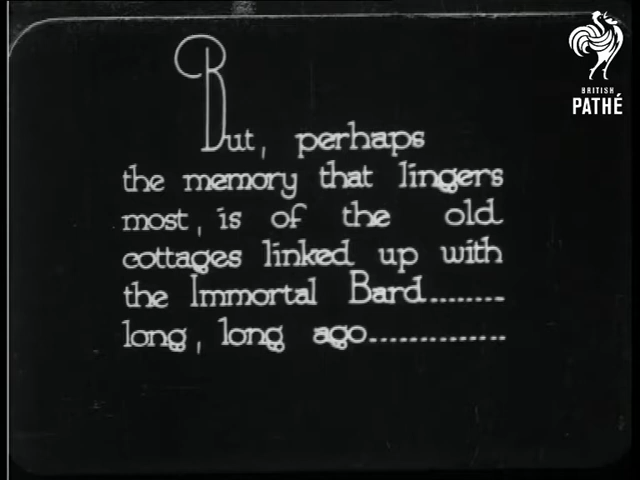 But, perhaps
the memory that lingers
most, is of the old
cottages linked up with
the Immortal Bard........
long, long ago..............
BRITISH
PATHÉ